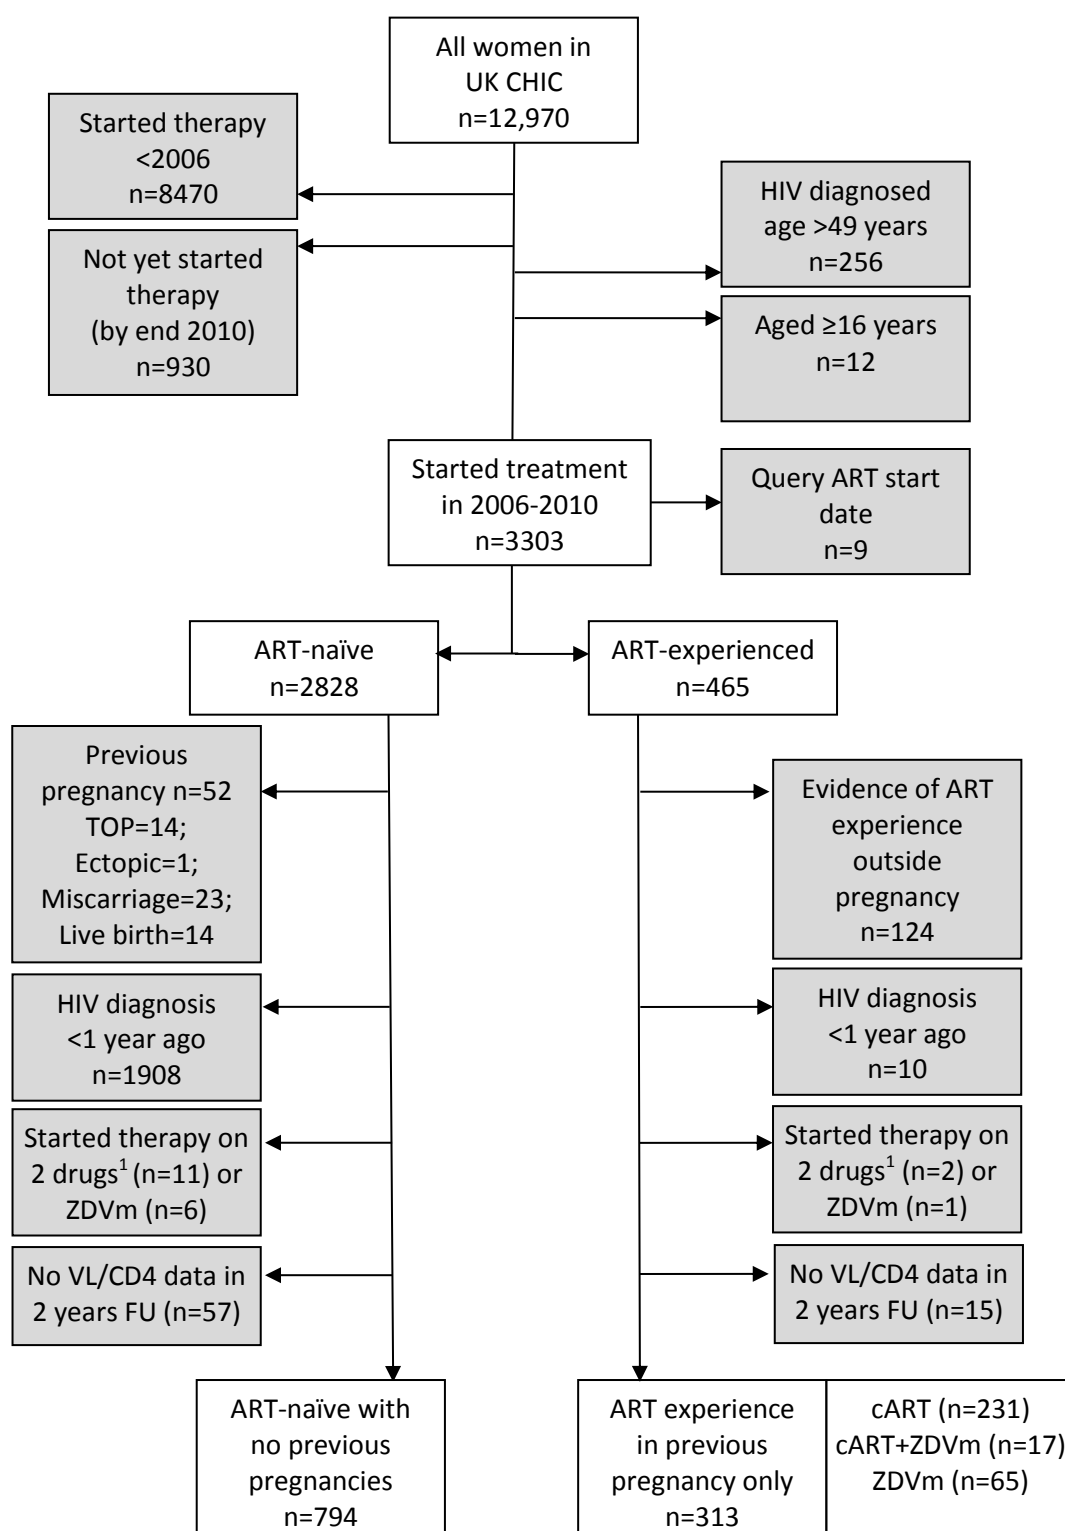 All women in
UK CHIC
n=12,970
Started therapy
<2006
n=8470
HIV diagnosed
age >49 years
n=256
Not yet started
therapy
(by end 2010)
n=930
Aged ≥16 years
n=12
Started treatment
in 2006-2010
n=3303
Query ART start
date
n=9
ART-naïve
n=2828
ART-experienced
n=465
Previous
pregnancy n=52
TOP=14;
Ectopic=1;
Miscarriage=23;
Live birth=14
Evidence of ART
experience
outside
pregnancy
n=124
HIV diagnosis
<1 year ago
n=1908
HIV diagnosis
<1 year ago
n=10
Started therapy on
2 drugs¹ (n=11) or
ZDVm (n=6)
Started therapy on
2 drugs¹ (n=2) or
ZDVm (n=1)
No VL/CD4 data in
2 years FU (n=57)
No VL/CD4 data in
2 years FU (n=15)
ART-naïve with
no previous
pregnancies
n=794
ART experience
in previous
pregnancy only
n=313
cART (n=231)
cART+ZDVm (n=17)
ZDVm (n=65)